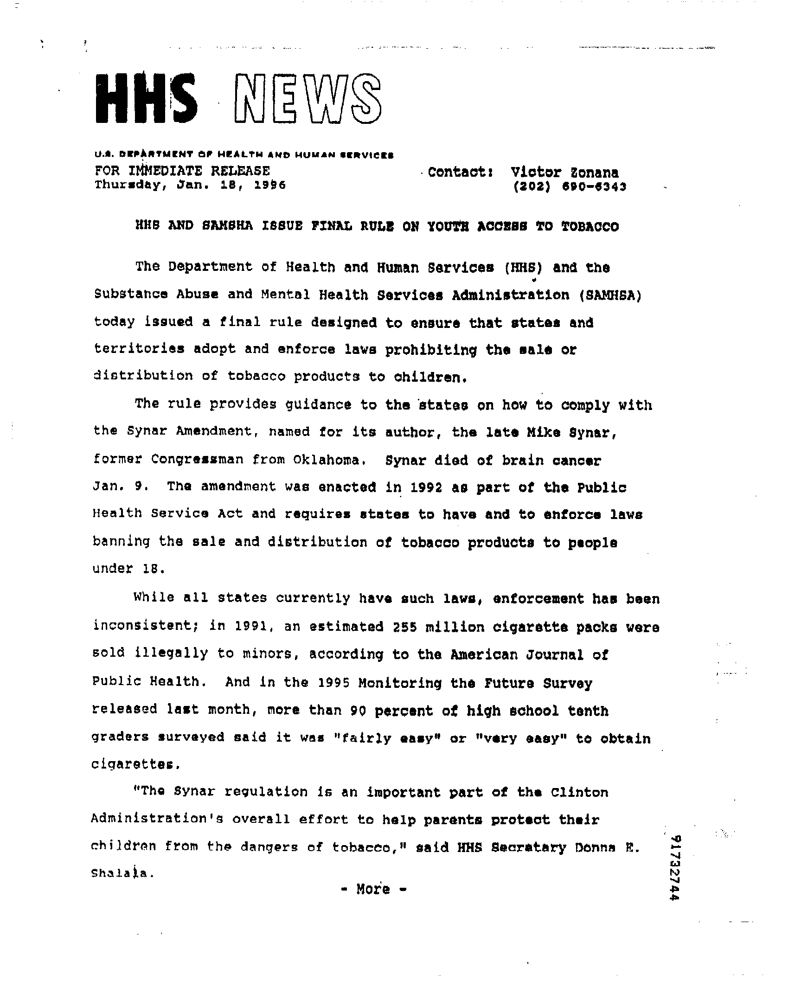 HHS NEWS
U.S. DEPARTMENT OF HEALTH AND HUMAN SERVICES
FOR IMMEDIATE RELEASE Contact: Victor Zonana
Thursday, Jan. 18, 1996 (202) 690-6343
HHS AND SAMSHA ISSUE FINAL RULE ON YOUTH ACCESS TO TOBACCO
The Department of Health and Human Services (HHS) and the
Substance Abuse and Mental Health Services Administration (SAMHSA)
today issued a final rule designed to ensure that states and
territories adopt and enforce laws prohibiting the sale or
distribution of tobacco products to children.
The rule provides guidance to the states on how to comply with
the Synar Amendment, named for its author, the late Mike Synar,
former Congressman from Oklahoma. Synar died of brain cancer
Jan. 9. The amendment was enacted in 1992 as part of the Public
Health Service Act and requires states to have and to enforce laws
banning the sale and distribution of tobacco products to people
under 18.
While all states currently have such laws, enforcement has been
inconsistent; in 1991, an estimated 255 million cigarette packs were
sold illegally to minors, according to the American Journal of
Public Health. And in the 1995 Monitoring the Future Survey
released last month, more than 90 percent of high school tenth
graders surveyed said it was "fairly easy" or "very easy" to obtain
cigarettes.
"The Synar regulation is an important part of the Clinton
Administration's overall effort to help parents protect their
children from the dangers of tobacco," said HHS Secretary Donna E.
Shalala.
- More -
91732744